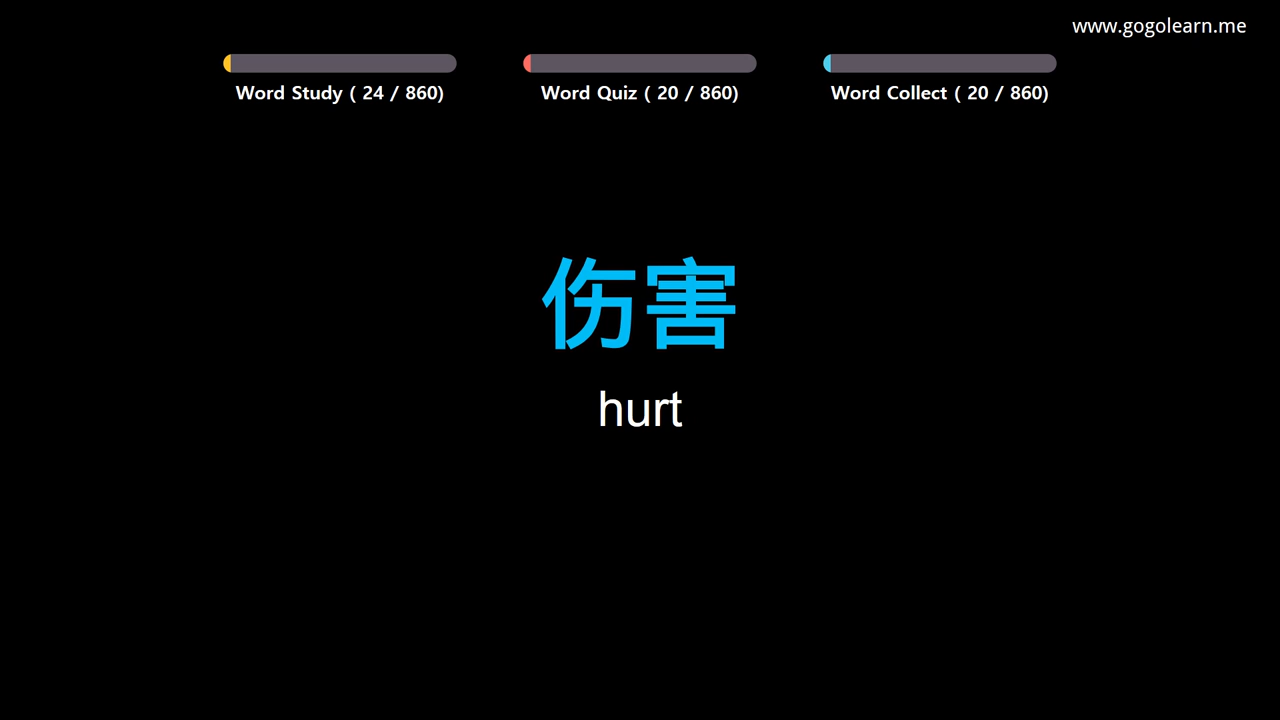 www.gogolearn.me
Word Study ( 24 / 860)
Word Quiz ( 20 / 860)
Word Collect ( 20 / 860)
伤害
hurt